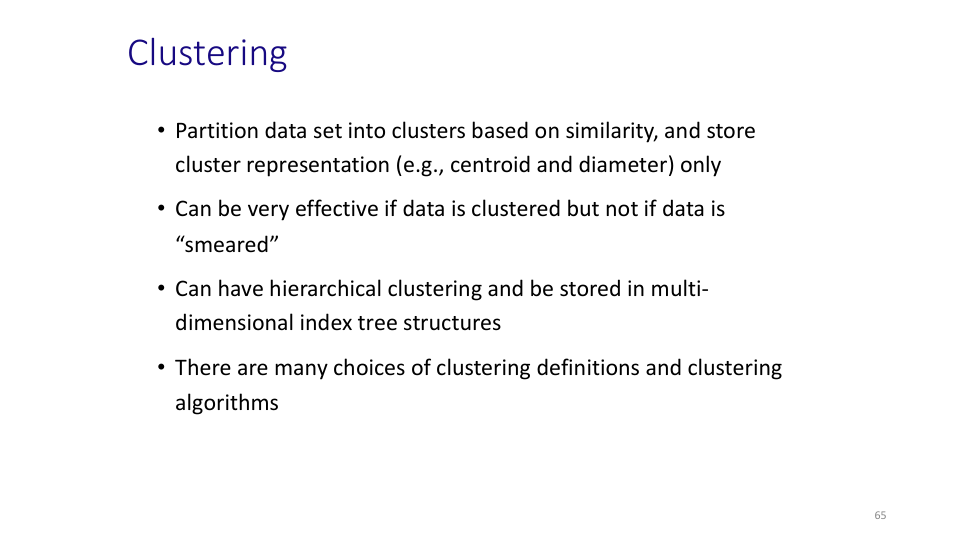 Clustering
• Partition data set into clusters based on similarity, and store
cluster representation (e.g., centroid and diameter) only
• Can be very effective if data is clustered but not if data is
“smeared”
• Can have hierarchical clustering and be stored in multi-
dimensional index tree structures
• There are many choices of clustering definitions and clustering
algorithms
65